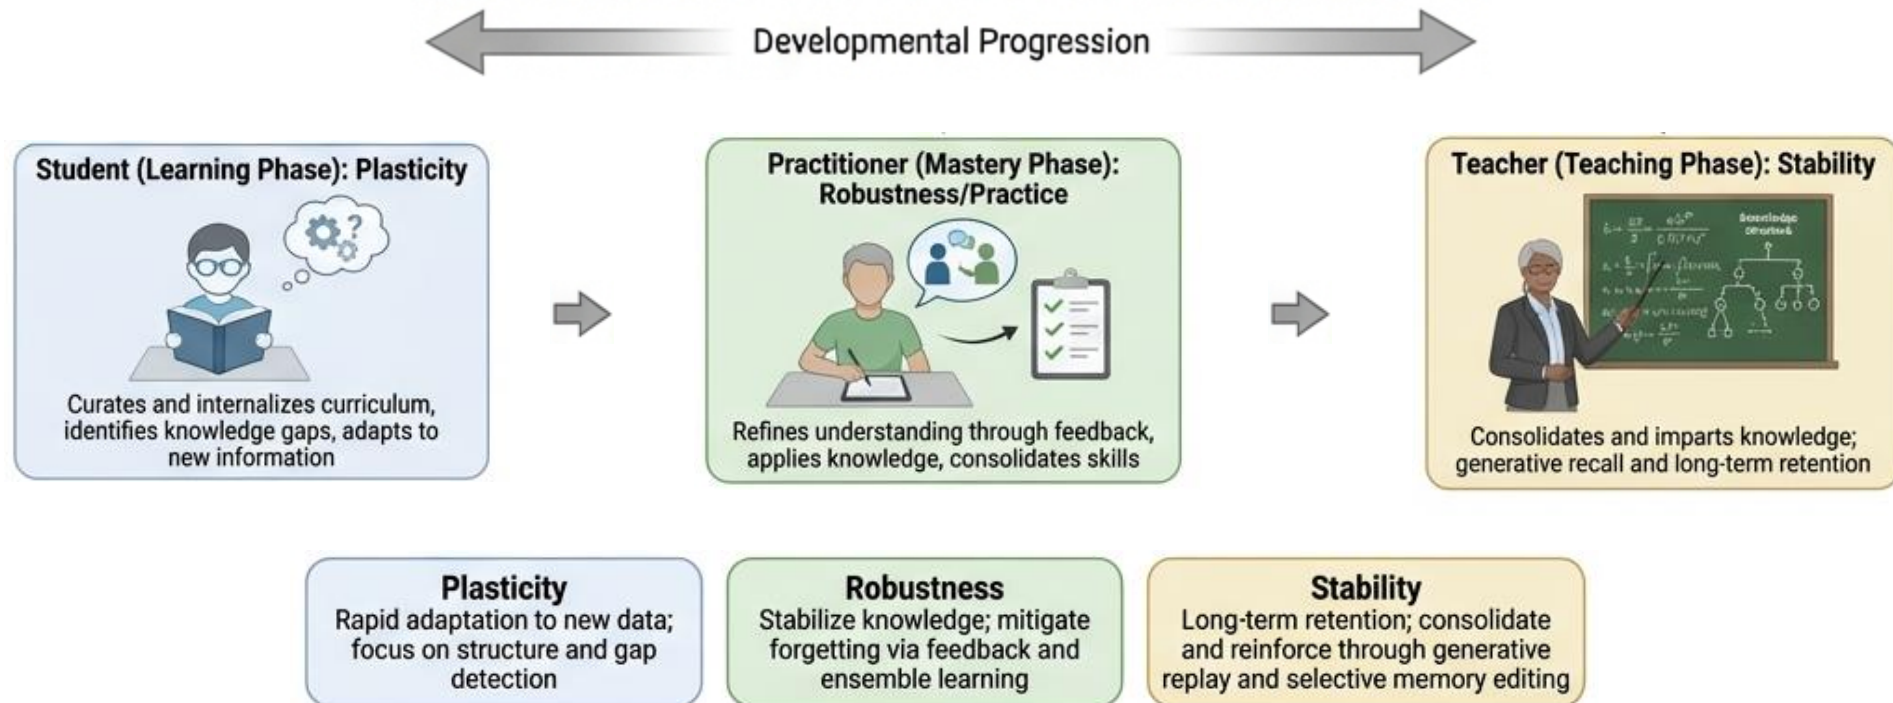 Developmental Progression
Student (Learning Phase): Plasticity
?
Curates and internalizes curriculum,
identifies knowledge gaps, adapts to
new information
Practitioner (Mastery Phase):
Robustness/Practice
Refines understanding through feedback,
applies knowledge, consolidates skills
Teacher (Teaching Phase): Stability
Consolidates and imparts knowledge;
generative recall and long-term retention
Plasticity
Rapid adaptation to new data;
focus on structure and gap
detection
Robustness
Stabilize knowledge; mitigate
forgetting via feedback and
ensemble learning
Stability
Long-term retention; consolidate
and reinforce through generative
replay and selective memory editing